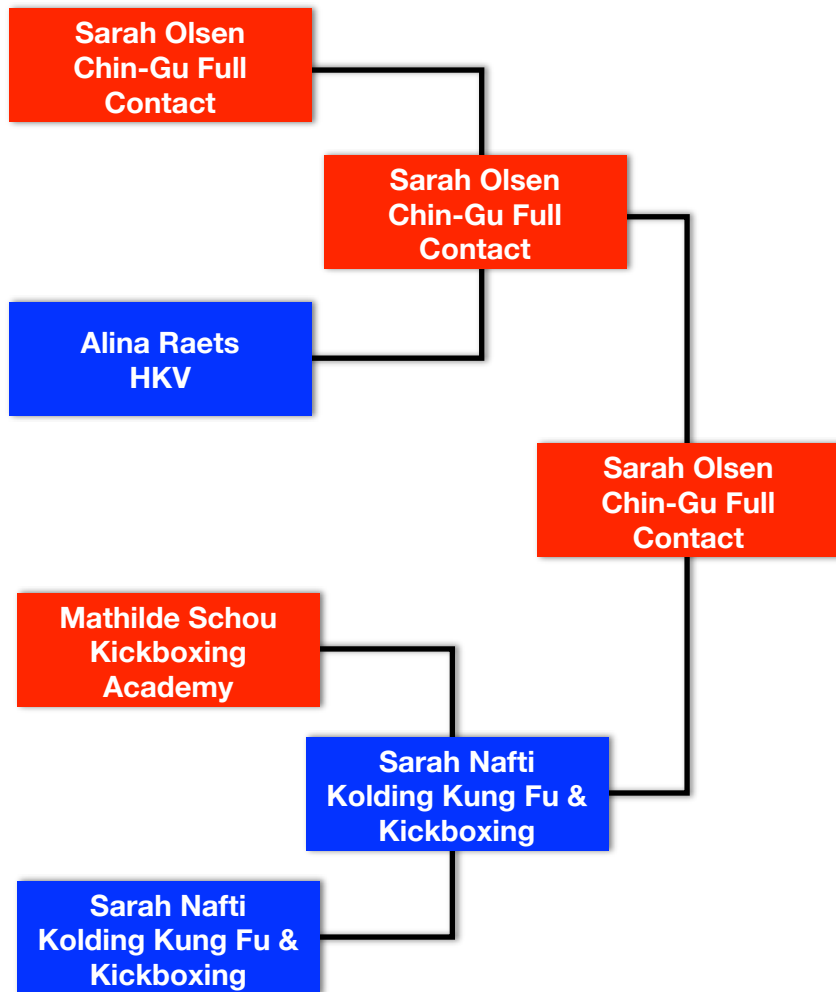 Sarah Olsen
Chin-Gu Full
Contact
Sarah Olsen
Chin-Gu Full
Contact
Alina Raets
HKV
Sarah Olsen
Chin-Gu Full
Contact
Mathilde Schou
Kickboxing
Academy
Sarah Nafti
Kolding Kung Fu &
Kickboxing
Sarah Nafti
Kolding Kung Fu &
Kickboxing